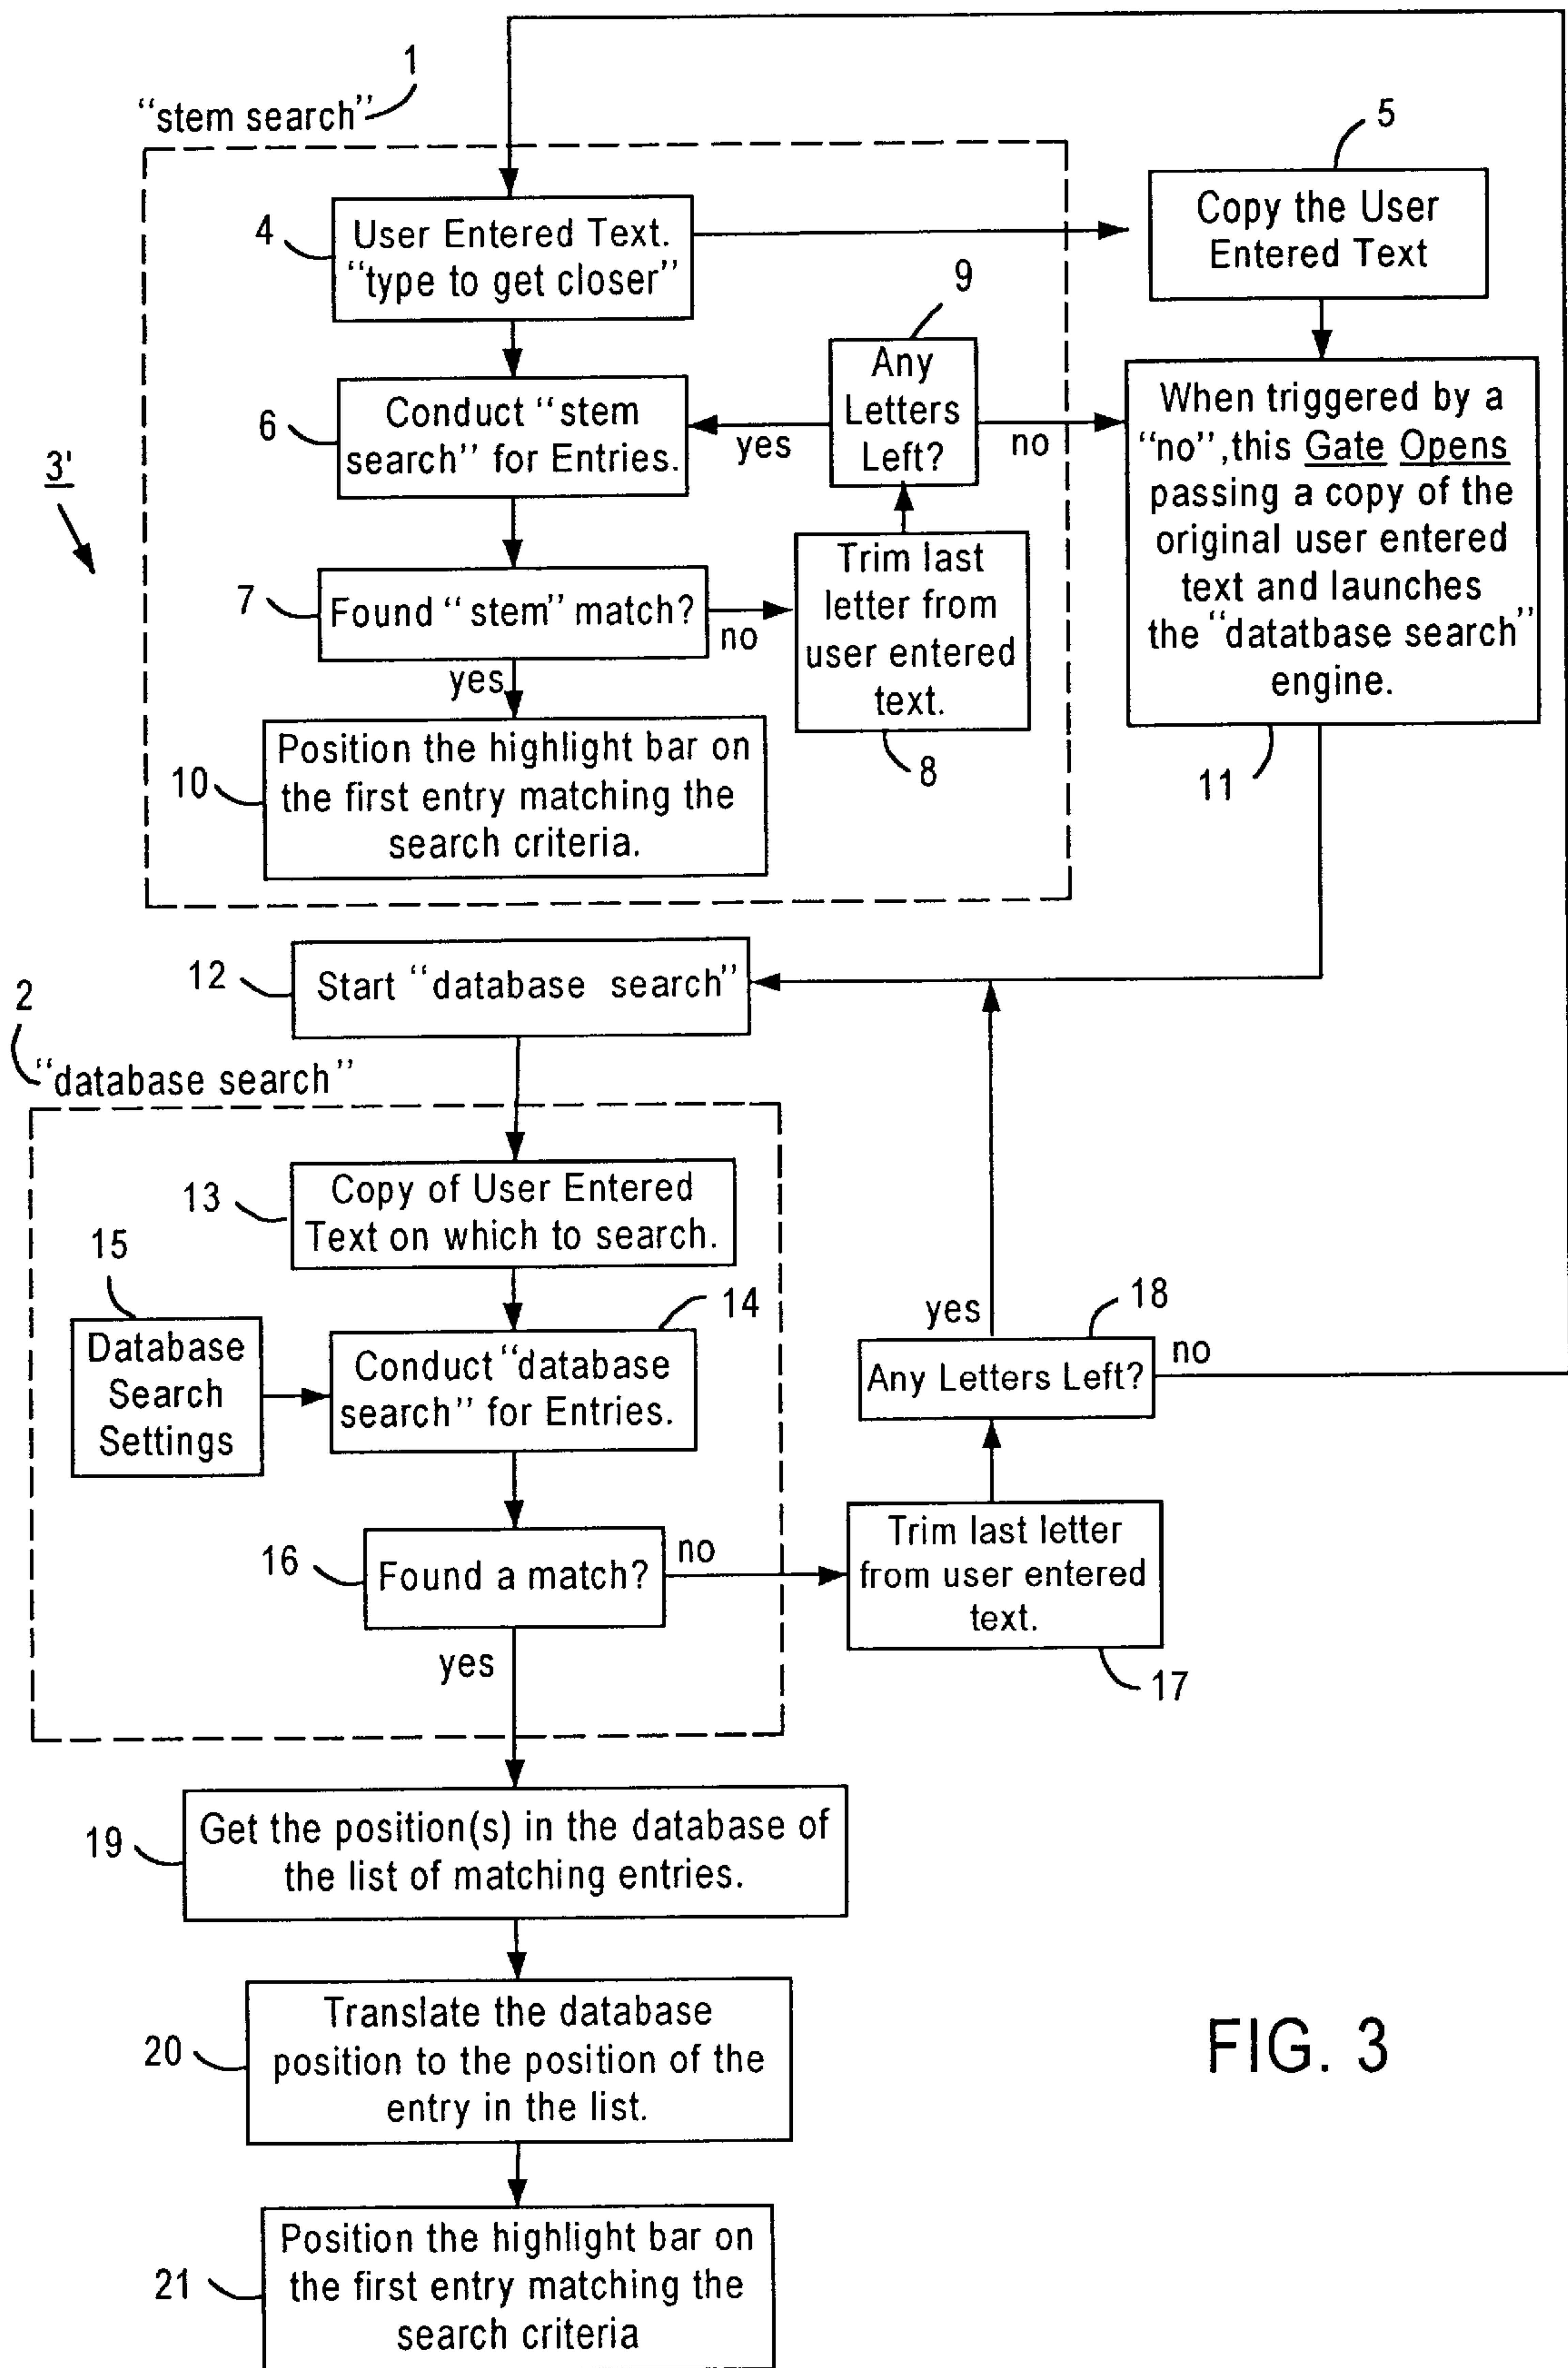 1
"stem search"
5
4
User Entered Text.
"type to get closer"
Copy the User
Entered Text
9
Any
Letters
Left?
6
Conduct "stem
search" for Entries.
yes
no
When triggered by a
"no",this Gate Opens
passing a copy of the
original user entered
text and launches
the "datatbase search"
engine.
3'
7
Found "stem" match?
no
yes
Trim last
letter from
user entered
text.
8
11
10
Position the highlight bar on
the first entry matching the
search criteria.
12
Start "database search"
2
"database search"
13
Copy of User Entered
Text on which to search.
15
Database
Search
Settings
14
Conduct "database
search" for Entries.
yes
18
Any Letters Left?
no
16
Found a match?
no
yes
Trim last letter
from user entered
text.
17
19
Get the position(s) in the database of
the list of matching entries.
20
Translate the database
position to the position of the
entry in the list.
FIG. 3
21
Position the highlight bar on
the first entry matching the
search criteria